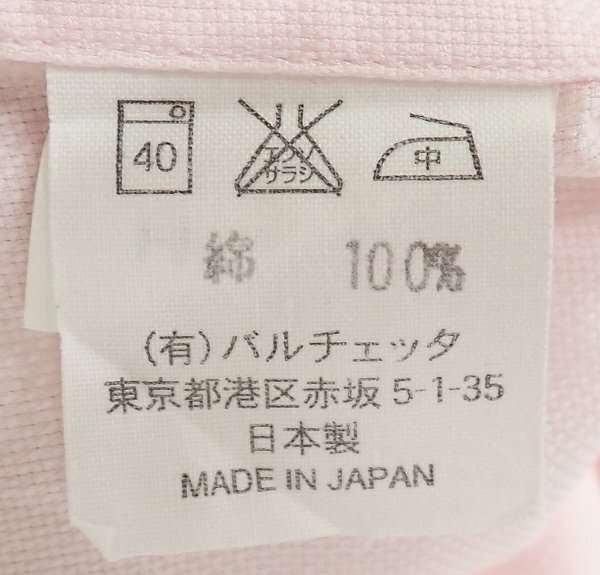 40 エンソ サラシ 中
綿 100%
(有)バルチェッタ
東京都港区赤坂 5-1-35
日本製
MADE IN JAPAN